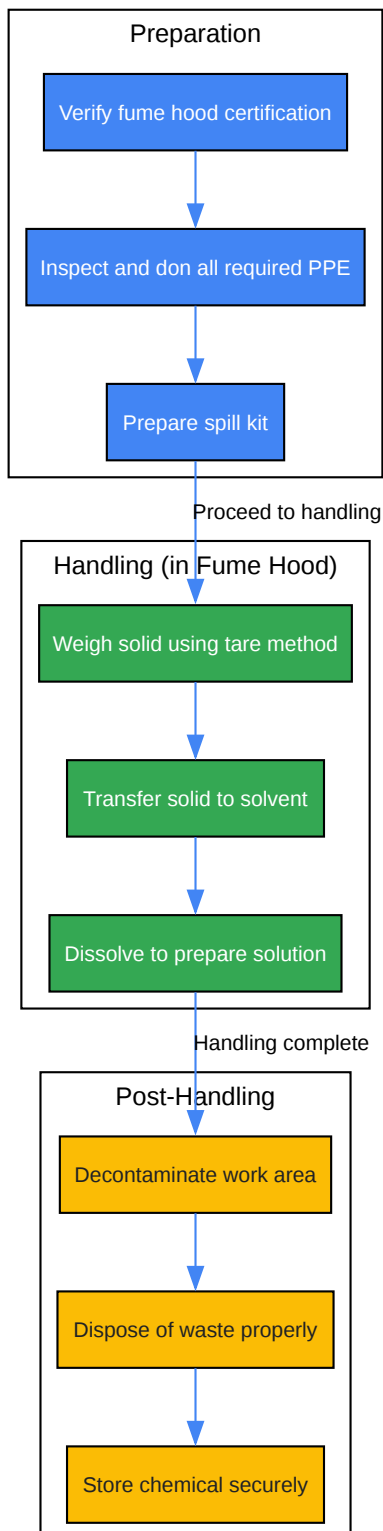 Preparation
Verify fume hood certification
Inspect and don all required PPE
Prepare spill kit
Proceed to handling
Handling (in Fume Hood)
Weigh solid using tare method
Transfer solid to solvent
Dissolve to prepare solution
Handling complete
Post-Handling
Decontaminate work area
Dispose of waste properly
Store chemical securely